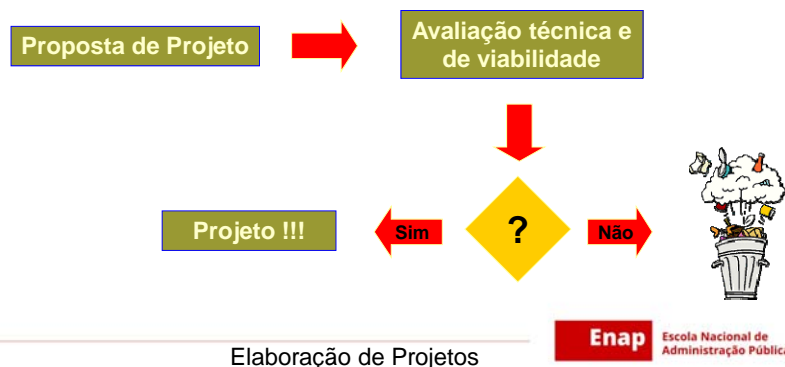 Proposta de Projeto
Avaliação técnica e
de viabilidade
Projeto !!!
Sim
?
Não
Elaboração de Projetos
Enap
Escola Nacional de
Administração Pública